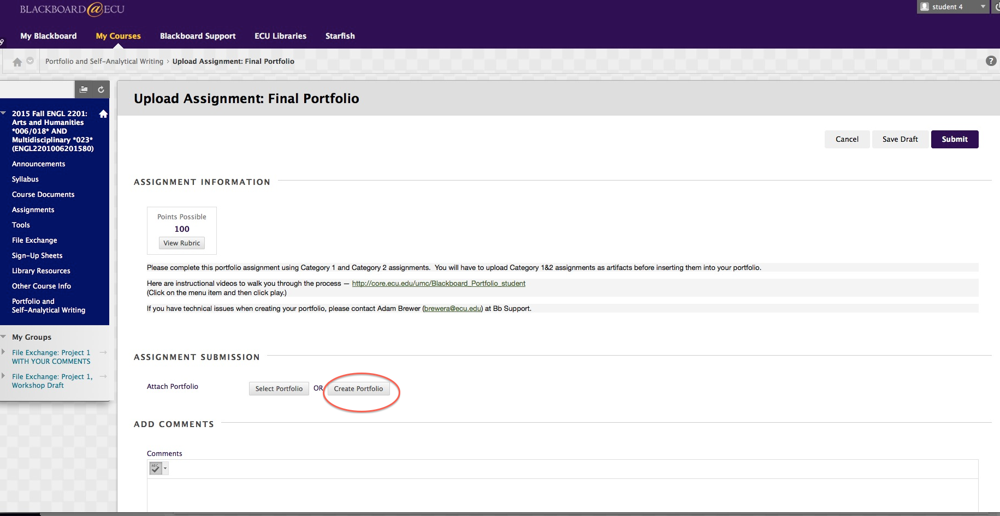 BLACKBOARD@ECU
student 4
My Blackboard
My Courses
Blackboard Support
ECU Libraries
Starfish
Portfolio and Self-Analytical Writing › Upload Assignment: Final Portfolio
?
2015 Fall ENGL 2201:
Arts and Humanities
*006/018* AND
Multidisciplinary *023*
(ENGL2201006201580)
Announcements
Syllabus
Course Documents
Assignments
Tools
File Exchange
Sign-Up Sheets
Library Resources
Other Course Info
Portfolio and
Self-Analytical Writing
My Groups
File Exchange: Project 1
WITH YOUR COMMENTS
File Exchange: Project 1,
Workshop Draft
Upload Assignment: Final Portfolio
Cancel
Save Draft
Submit
ASSIGNMENT INFORMATION
Points Possible
100
View Rubric
Please complete this portfolio assignment using Category 1 and Category 2 assignments.  You will have to upload Category 1&2 assignments as artifacts before inserting them into your portfolio.
Here are instructional videos to walk you through the process — http://core.ecu.edu/umc/Blackboard_Portfolio_student
(Click on the menu item and then click play.)
If you have technical issues when creating your portfolio, please contact Adam Brewer (brewera@ecu.edu) at Bb Support.
ASSIGNMENT SUBMISSION
Attach Portfolio
Select Portfolio OR Create Portfolio
ADD COMMENTS
Comments
ABC